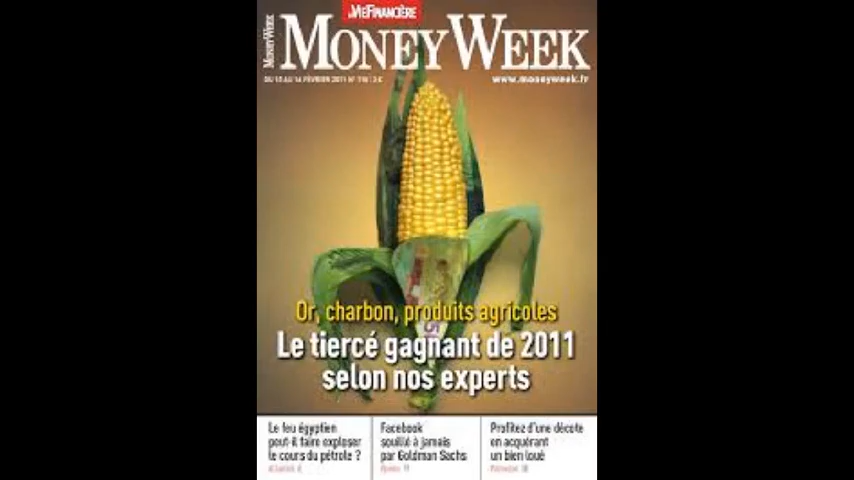 VieFinancière
MONEYWEEK
MONEYWEEK
www.moneyweek.fr
Or, charbon, produits agricoles
Le tiercé gagnant de 2011
selon nos experts
Le feu égyptien
peut-il faire exploser
le cours du pétrole ?
Facebook
souillé à jamais
par Goldman Sachs
Profitez d'une décote
en acquérant
un bien loué